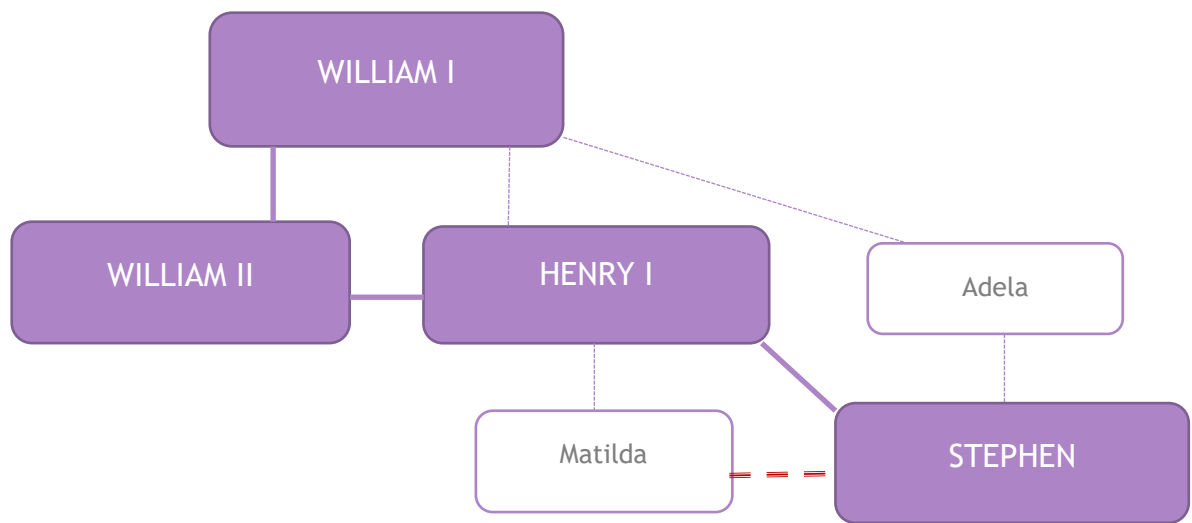 WILLIAM I
WILLIAM II
HENRY I
Adela
Matilda
STEPHEN